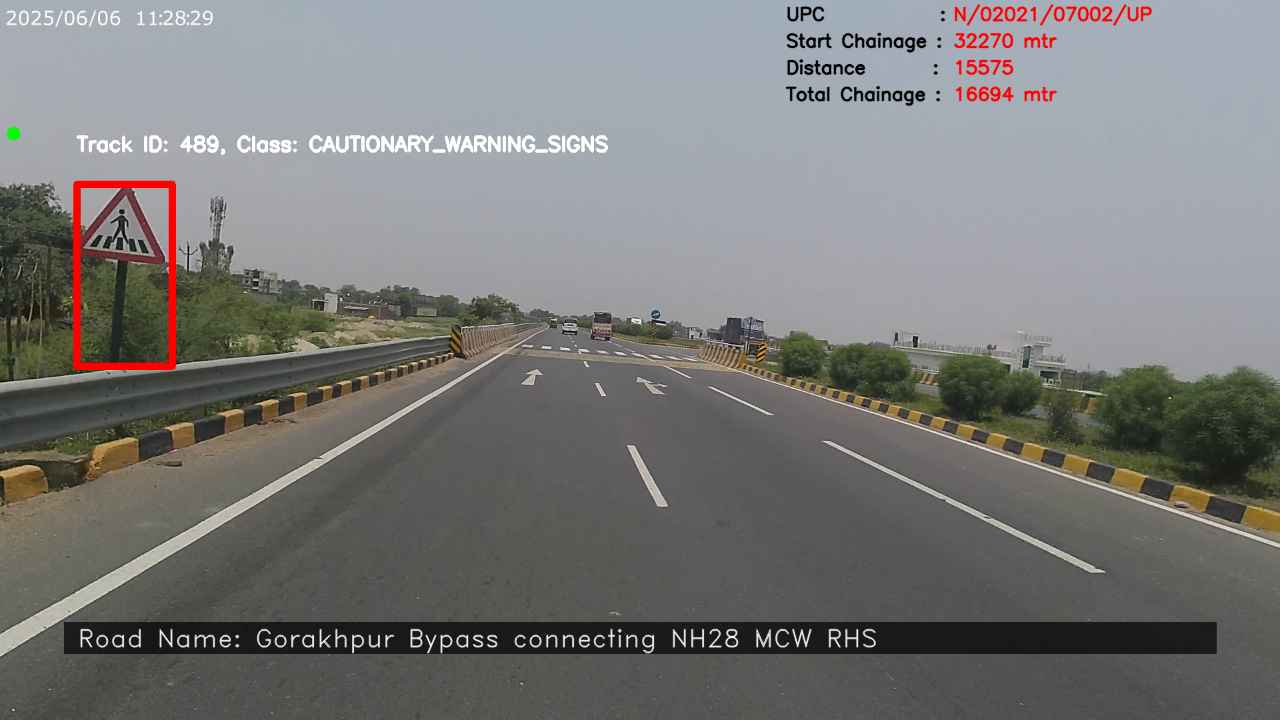 2025/06/06 11:28:29
UPC : N/02021/07002/UP
Start Chainage : 32270 mtr
Distance : 15575
Total Chainage : 16694 mtr
Track ID: 489, Class: CAUTIONARY_WARNING_SIGNS
Road Name: Gorakhpur Bypass connecting NH28 MCW RHS